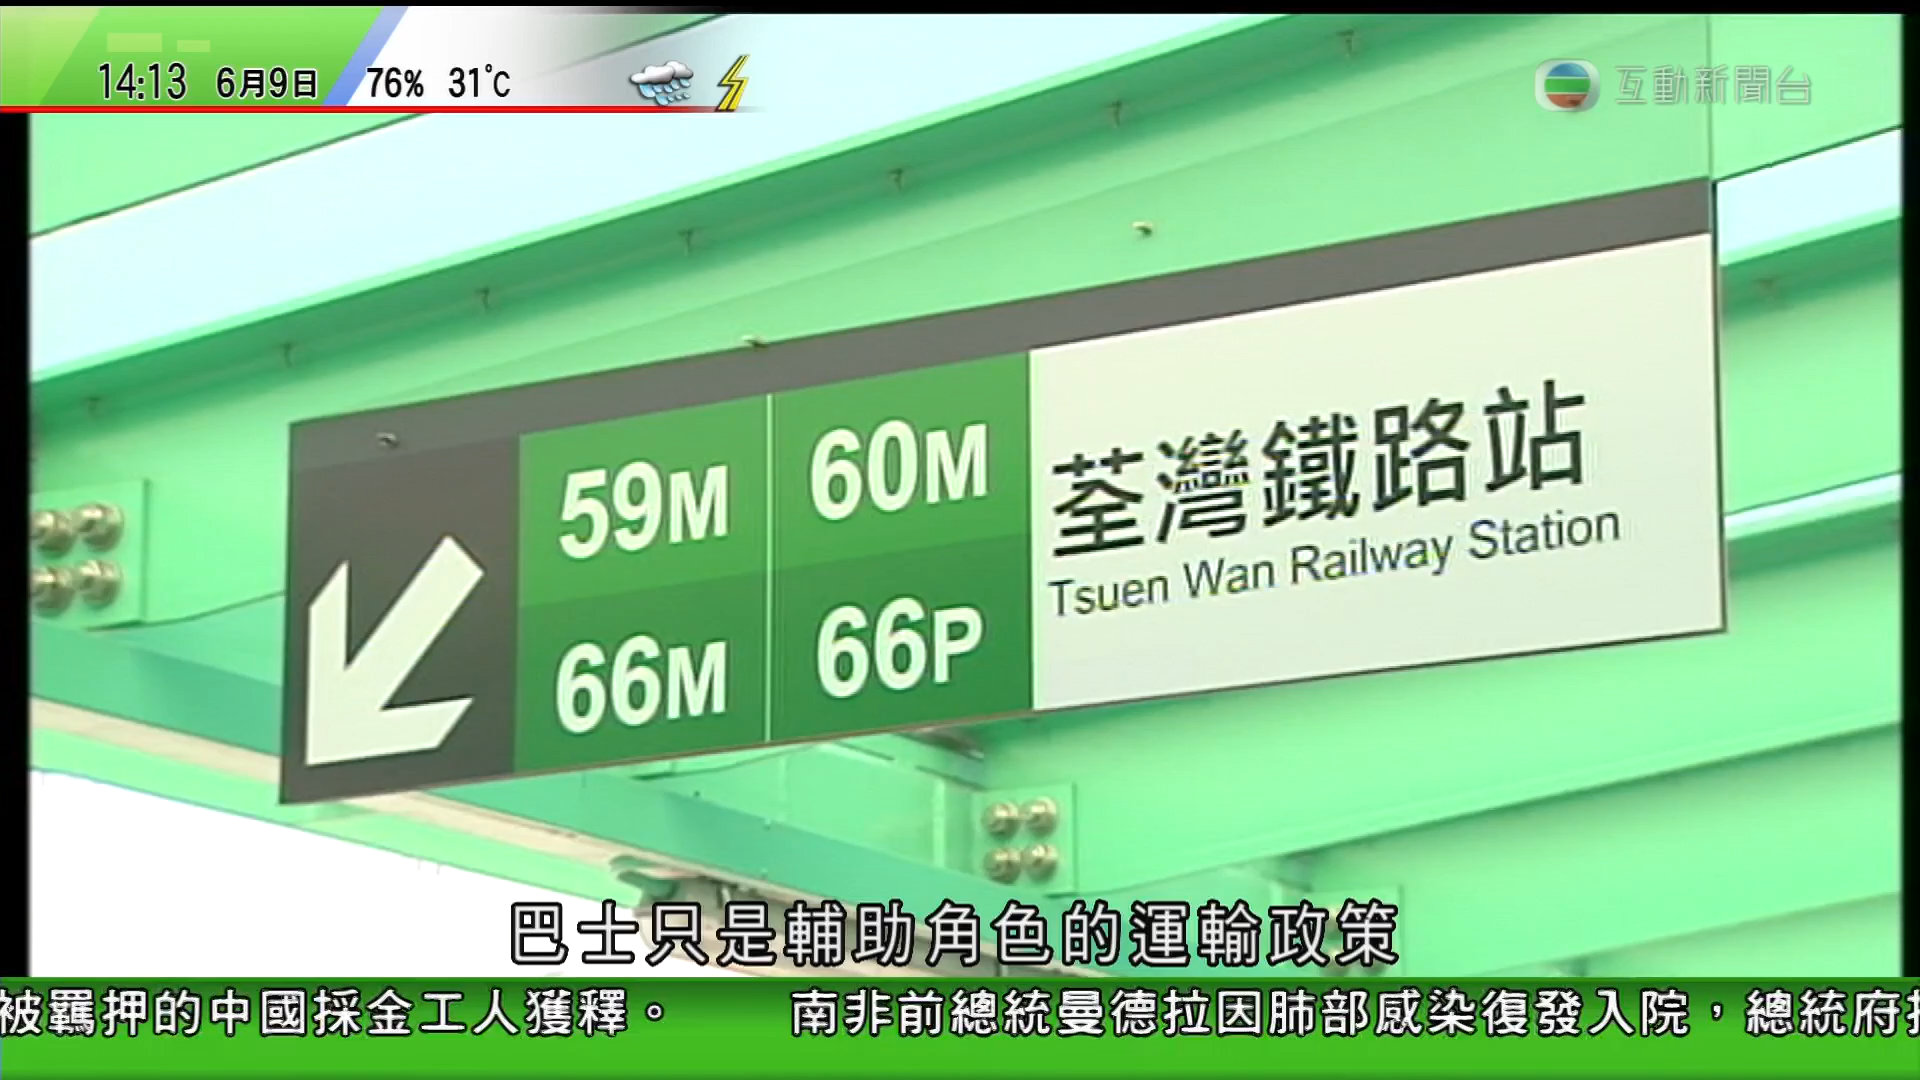 14:13 6月9日 76% 31°C
互動新聞台
59M 60M
66M 66P
荃灣鐵路站
Tsuen Wan Railway Station
巴士只是輔助角色的運輸政策
被羈押的中國採金工人獲釋。 南非前總統曼德拉因肺部感染復發入院，總統府